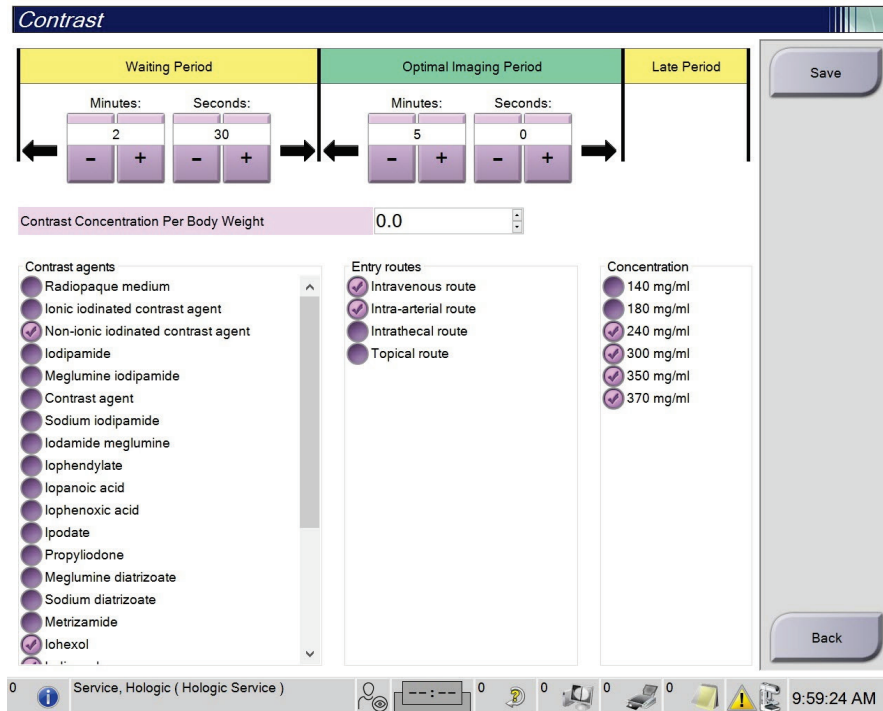 Contrast
Waiting Period
Optimal Imaging Period
Late Period
Save
Minutes:
Seconds:
Minutes:
Seconds:
2
30
5
0
- +
- +
- +
- +
Contrast Concentration Per Body Weight
0.0
Contrast agents
Radiopaque medium
Ionic iodinated contrast agent
Non-ionic iodinated contrast agent
Iodipamide
Meglumine iodipamide
Contrast agent
Sodium iodipamide
Iodamide meglumine
Iophendylate
Iopanoic acid
Iophenoxic acid
Ipodate
Propyliodone
Meglumine diatrizoate
Sodium diatrizoate
Metrizamide
Iohexol
Entry routes
Intravenous route
Intra-arterial route
Intrathecal route
Topical route
Concentration
140 mg/ml
180 mg/ml
240 mg/ml
300 mg/ml
350 mg/ml
370 mg/ml
Back
0
Service, Hologic ( Hologic Service )
--:--
0
0
0
0
9:59:24 AM